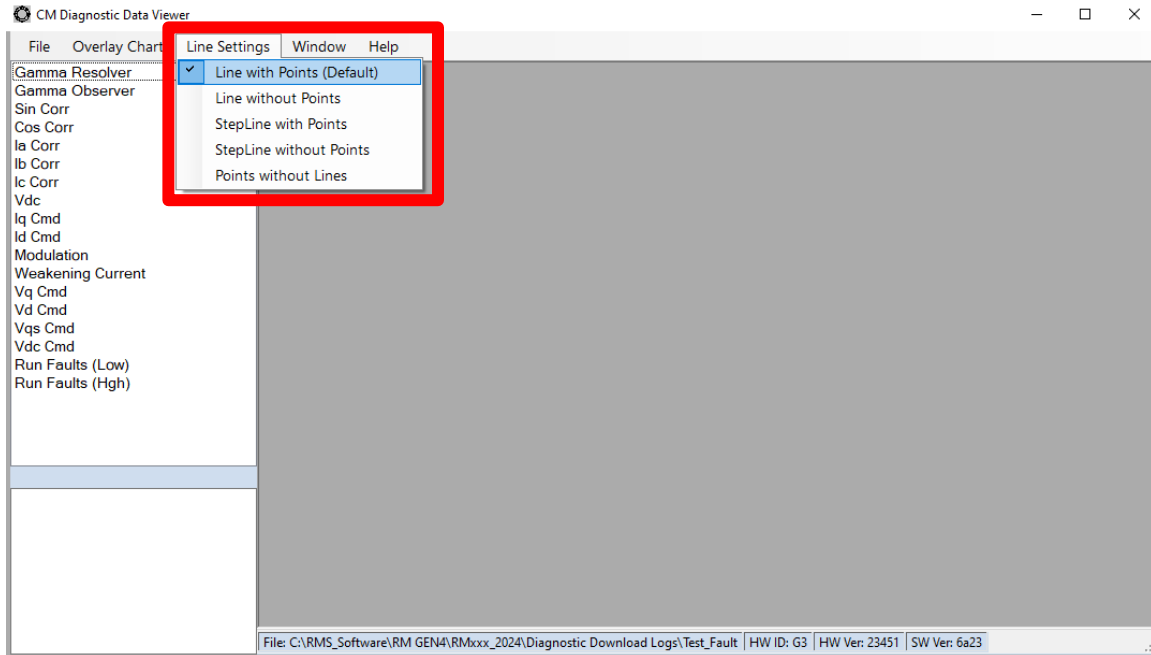 CM Diagnostic Data Viewer
File Overlay Chart Line Settings Window Help
Line with Points (Default)
Line without Points
StepLine with Points
StepLine without Points
Points without Lines
Gamma Resolver
Gamma Observer
Sin Corr
Cos Corr
Ia Corr
Ib Corr
Ic Corr
Vdc
Iq Cmd
Id Cmd
Modulation
Weakening Current
Vq Cmd
Vd Cmd
Vqs Cmd
Vdc Cmd
Run Faults (Low)
Run Faults (Hgh)
File: C:\RMS_Software\RM GEN4\RMxxx_2024\Diagnostic Download Logs\Test_Fault HW ID: G3 HW Ver: 23451 SW Ver: 6a23